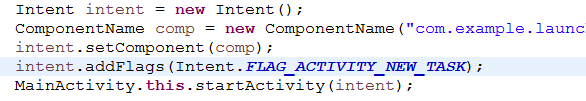 Intent intent = new Intent();
ComponentName comp = new ComponentName("com.example.launc
intent.setComponent(comp);
intent.addFlags(Intent.FLAG_ACTIVITY_NEW_TASK);
MainActivity.this.startActivity(intent);